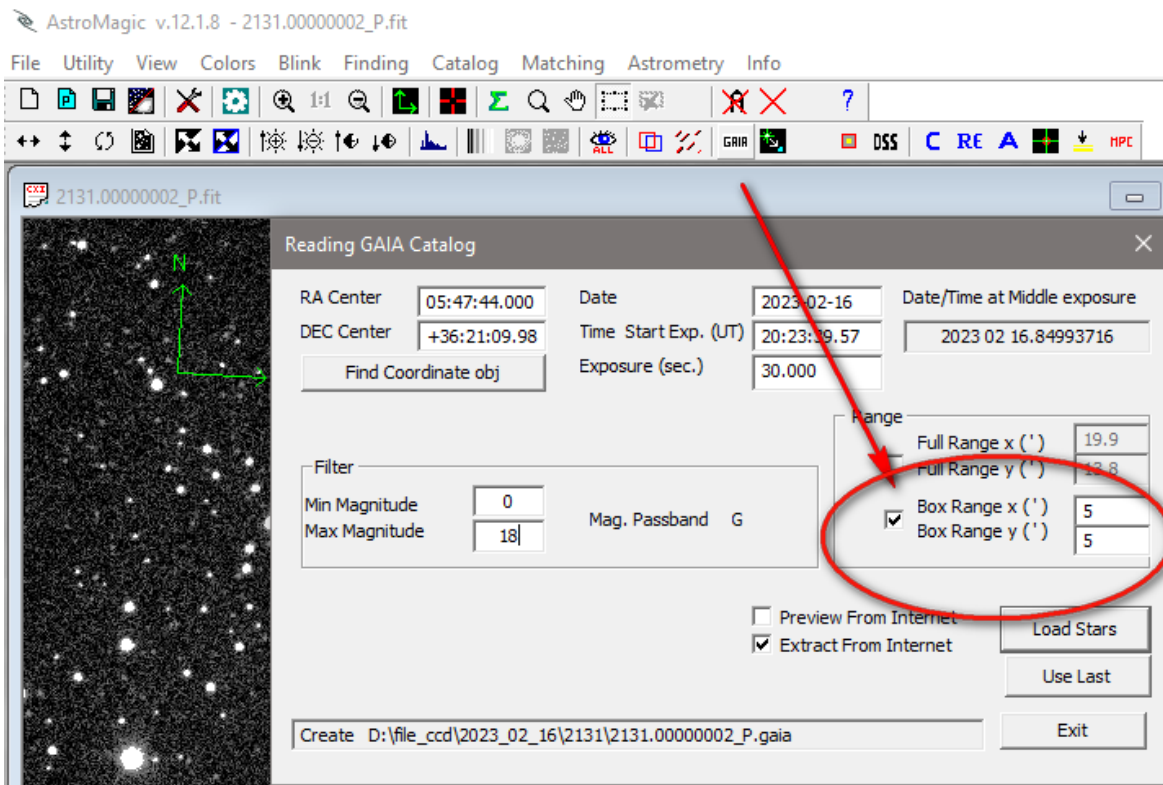 AstroMagic v.12.1.8 - 2131.00000002_P.fit
File Utility View Colors Blink Finding Catalog Matching Astrometry Info
P 1:1 ?
ALL GAIA DSS C RE A MPC
CXI 2131.00000002_P.fit
N
Reading GAIA Catalog
RA Center 05:47:44.000 Date 2023-02-16 Date/Time at Middle exposure
DEC Center +36:21:09.98 Time Start Exp. (UT) 20:23:39.57 2023 02 16.84993716
Find Coordinate obj Exposure (sec.) 30.000
Range
Full Range x (') 19.9
Full Range y (') 13.8
Filter
Min Magnitude 0 Box Range x (') 5
Max Magnitude 18 Mag. Passband G Box Range y (') 5
Preview From Internet
Load Stars
Extract From Internet
Use Last
Create D:\file_ccd\2023_02_16\2131\2131.00000002_P.gaia Exit